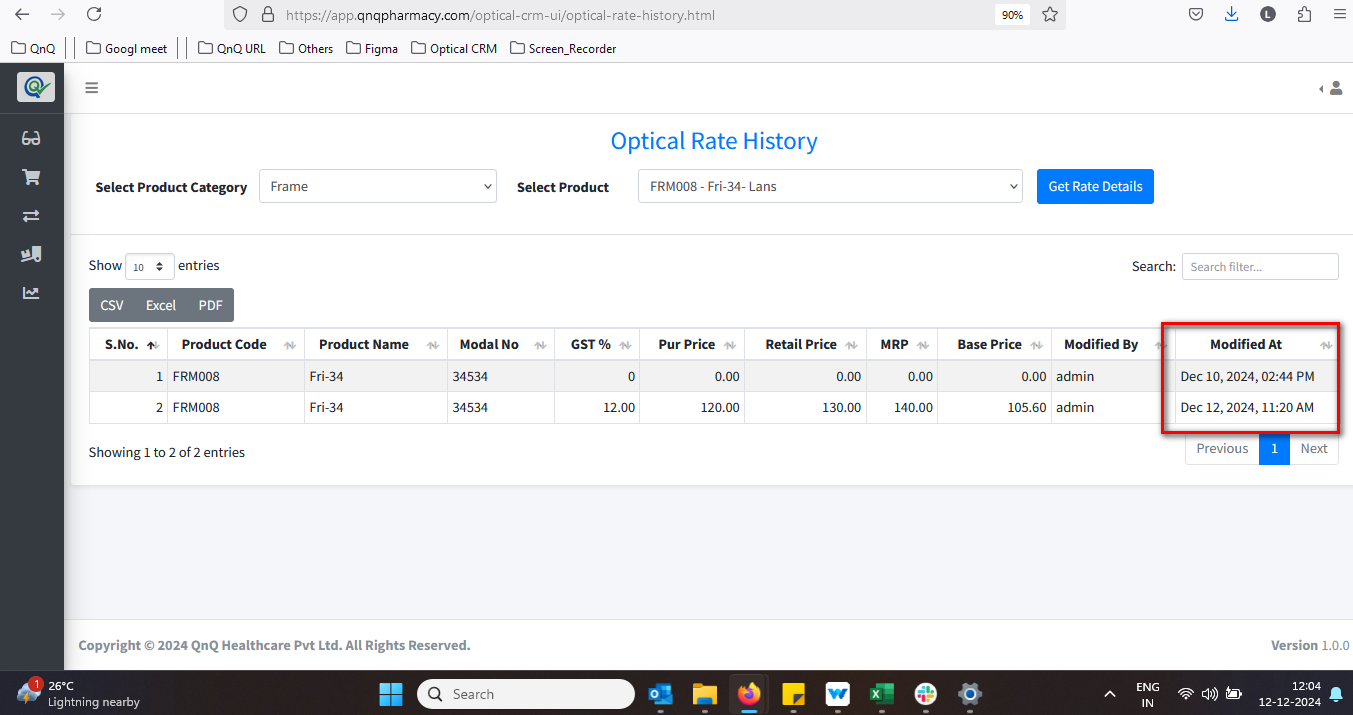 https://app.qnqpharmacy.com/optical-crm-ui/optical-rate-history.html 90% L
QnQ Googl meet QnQ URL Others Figma Optical CRM Screen_Recorder
Optical Rate History
Select Product Category Frame Select Product FRM008 - Fri-34- Lans Get Rate Details
Show 10 entries Search: Search filter...
CSV Excel PDF
S.No. Product Code Product Name Modal No GST % Pur Price Retail Price MRP Base Price Modified By Modified At
1 FRM008 Fri-34 34534 0 0.00 0.00 0.00 0.00 admin Dec 10, 2024, 02:44 PM
2 FRM008 Fri-34 34534 12.00 120.00 130.00 140.00 105.60 admin Dec 12, 2024, 11:20 AM
Showing 1 to 2 of 2 entries Previous 1 Next
Copyright © 2024 QnQ Healthcare Pvt Ltd. All Rights Reserved. Version 1.0.0
1 26°C Search ENG 12:04
Lightning nearby IN 12-12-2024